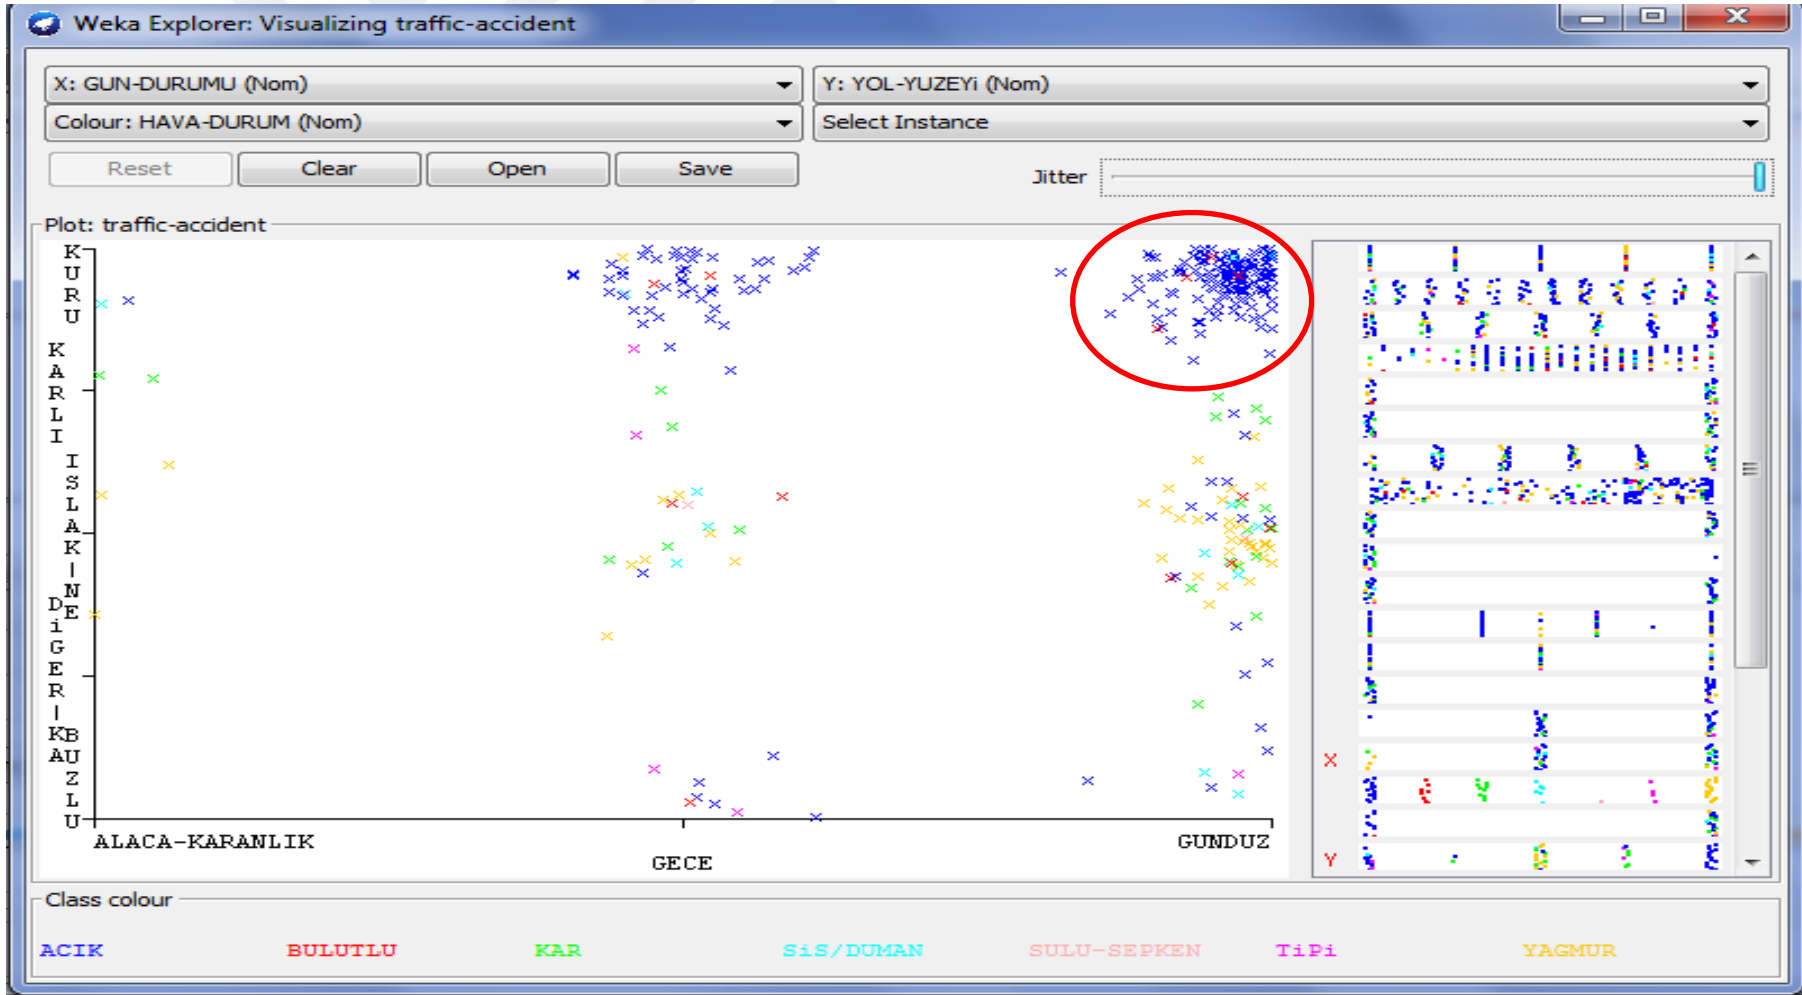 Weka Explorer: Visualizing traffic-accident
X: GUN-DURUMU (Nom)
Y: YOL-YUZEYi (Nom)
Colour: HAVA-DURUM (Nom)
Select Instance
Reset
Clear
Open
Save
Jitter
Plot: traffic-accident
KURU
KARLI
ISLAK
DiGER
BUZLU
ALACA-KARANLIK
GECE
GUNDUZ
X
Y
Class colour
ACIK
BULUTLU
KAR
SiS/DUMAN
SULU-SEPKEN
TiPi
YAGMUR